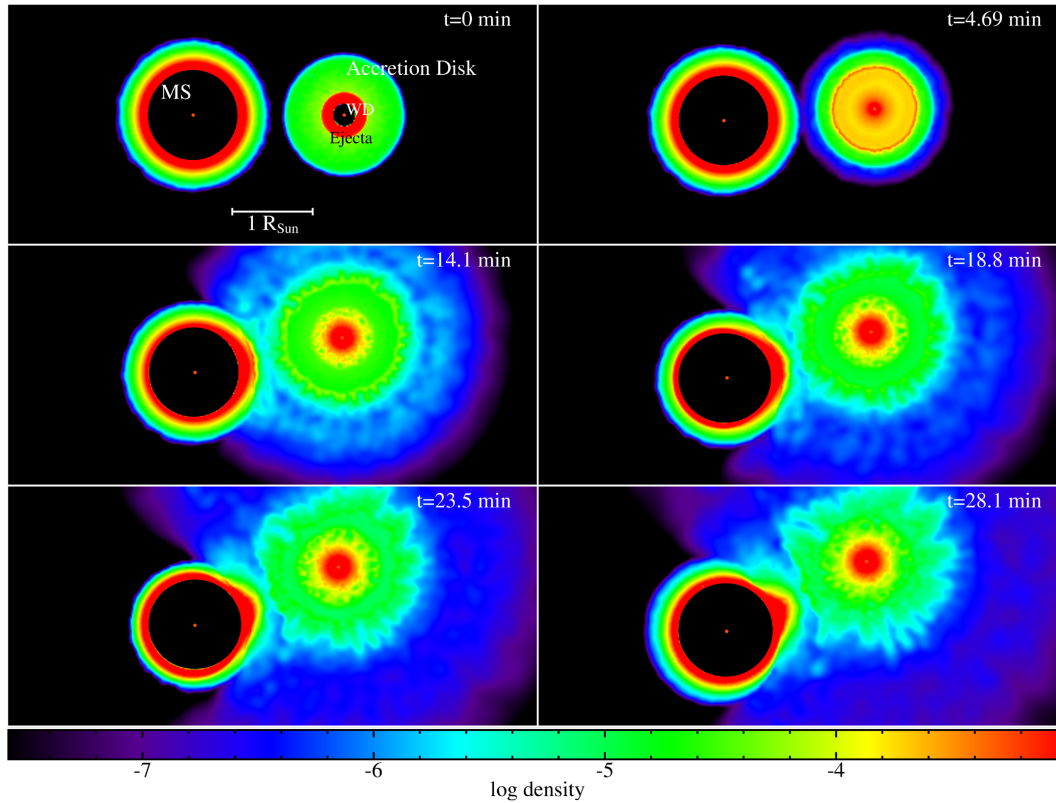 t=0 min
t=4.69 min
MS
Accretion Disk
WD
Ejecta
1 R_Sun
t=14.1 min
t=18.8 min
t=23.5 min
t=28.1 min
-7 -6 -5 -4
log density